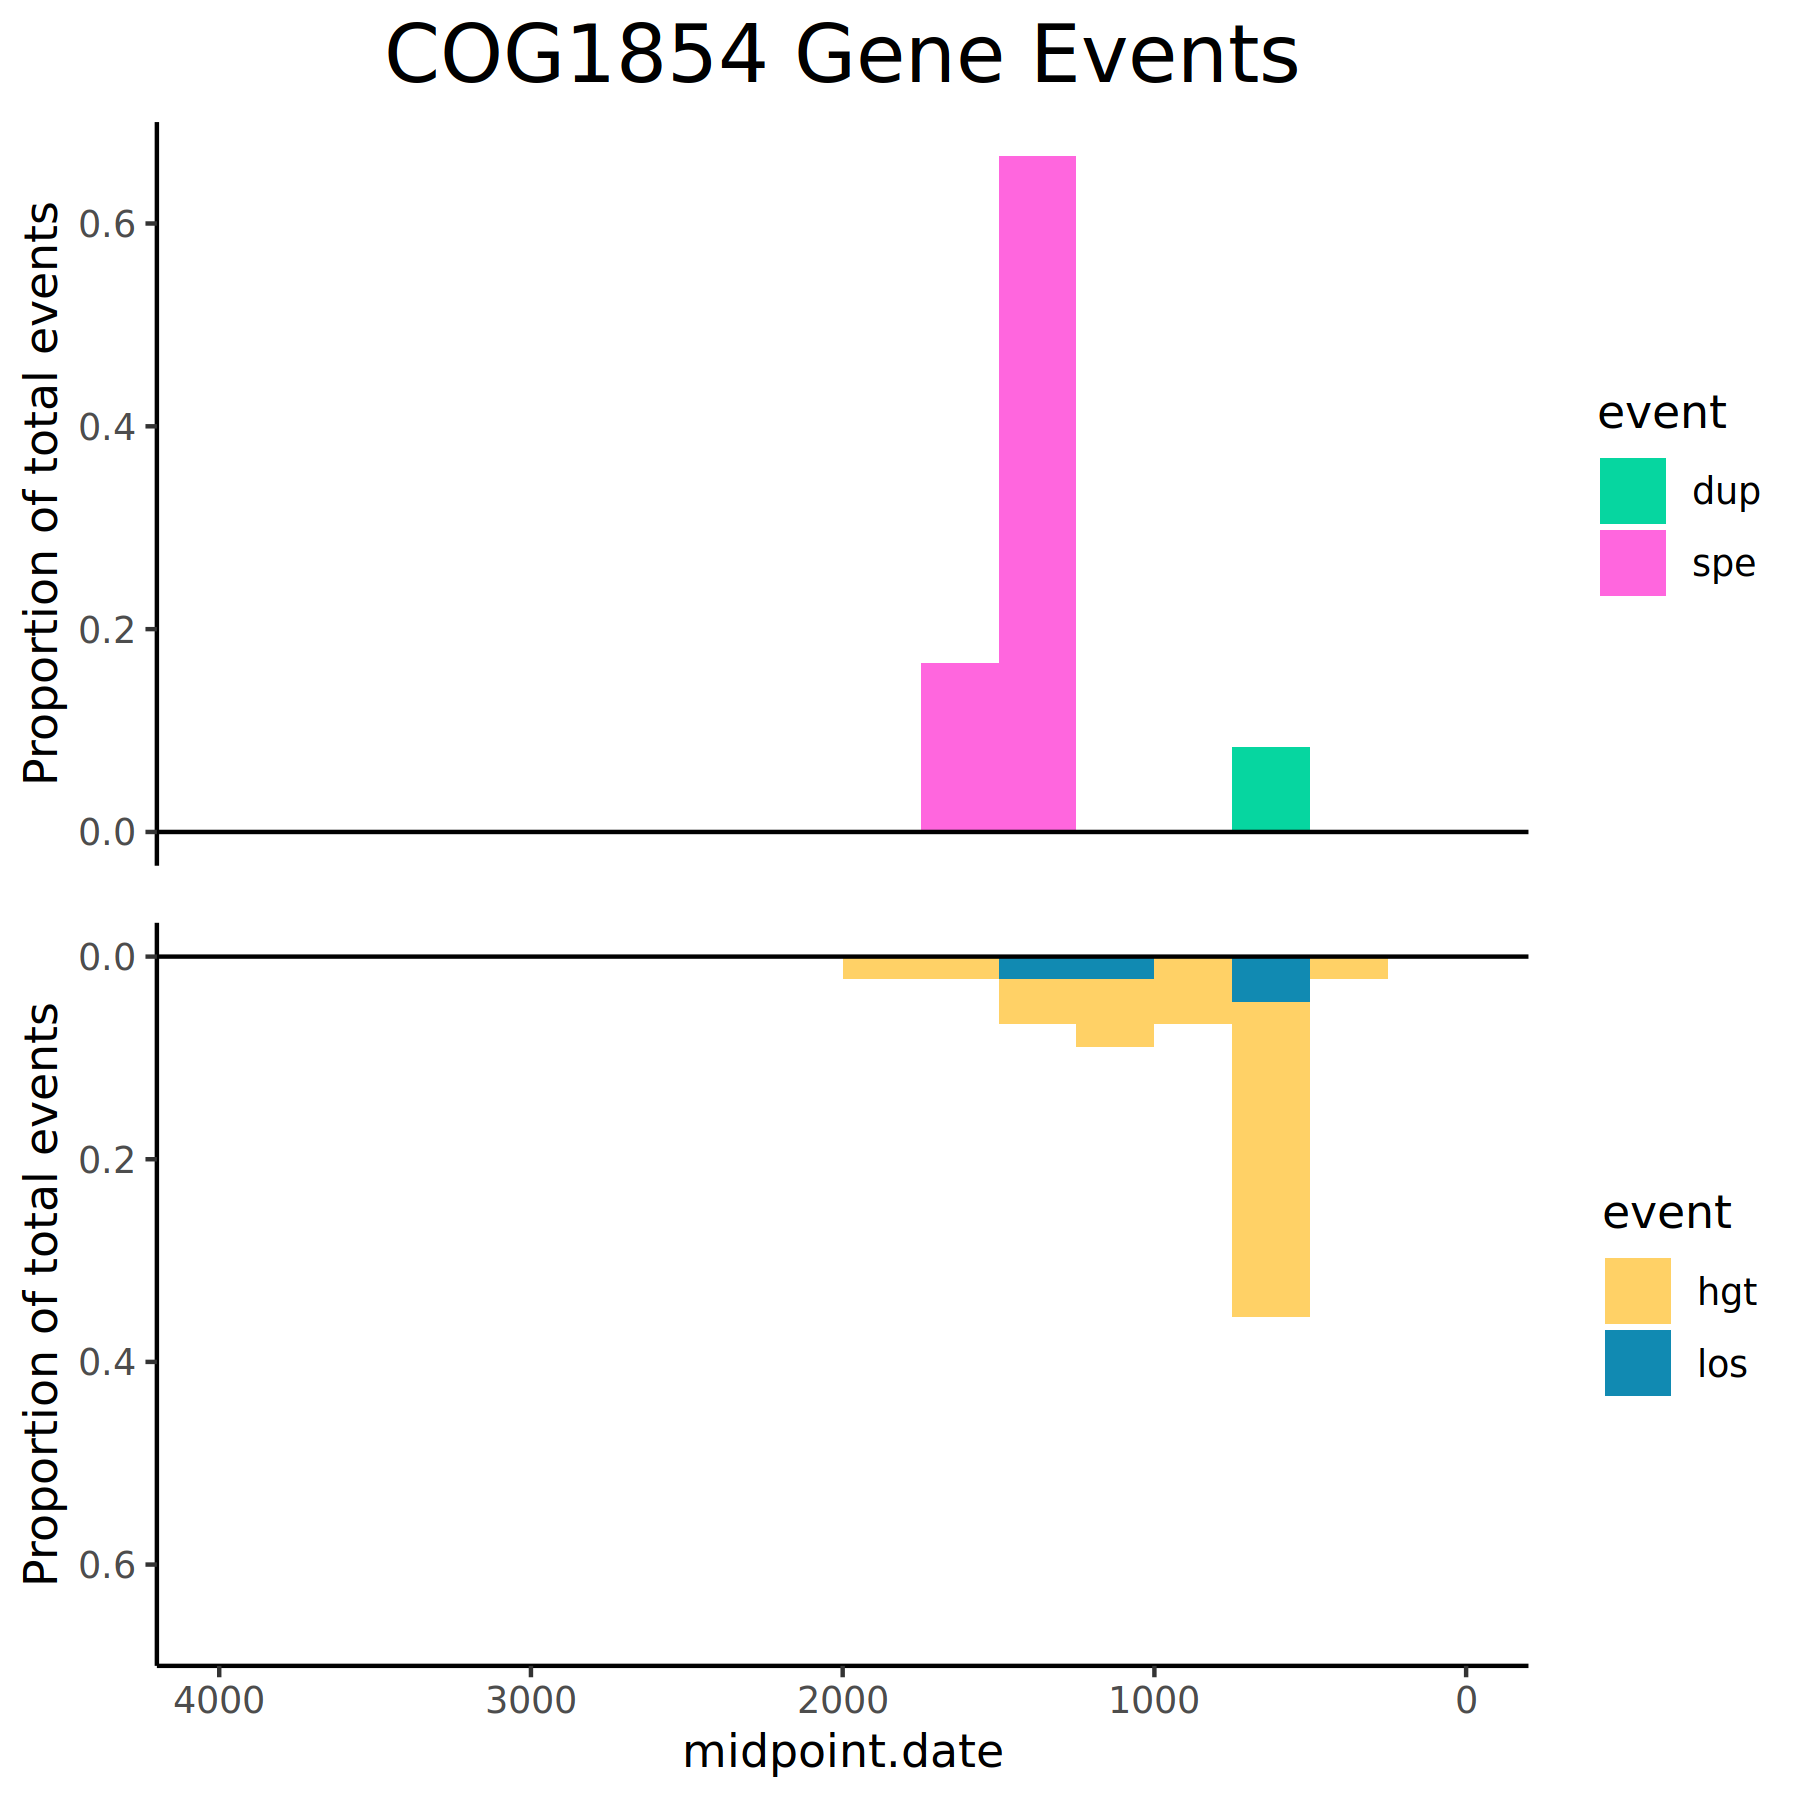 COG1854 Gene Events
Proportion of total events
0.6
0.4
0.2
0.0
event
dup
spe
Proportion of total events
0.0
0.2
0.4
0.6
event
hgt
los
4000 3000 2000 1000 0
midpoint.date